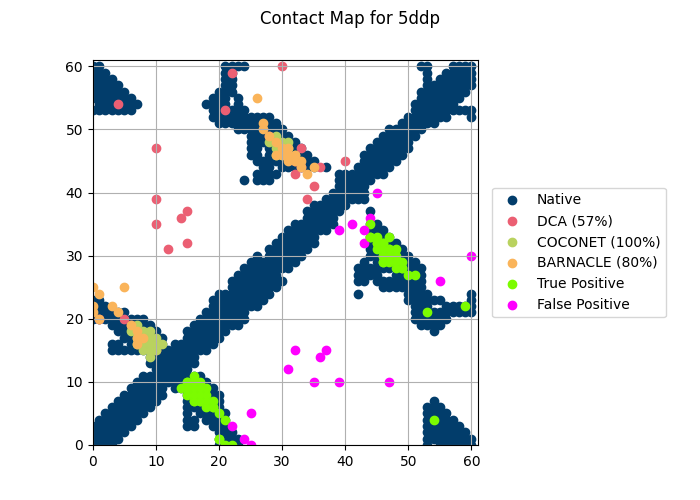 Contact Map for 5ddp
60
50
40
30
20
10
0
0 10 20 30 40 50 60
Native
DCA (57%)
COCONET (100%)
BARNACLE (80%)
True Positive
False Positive